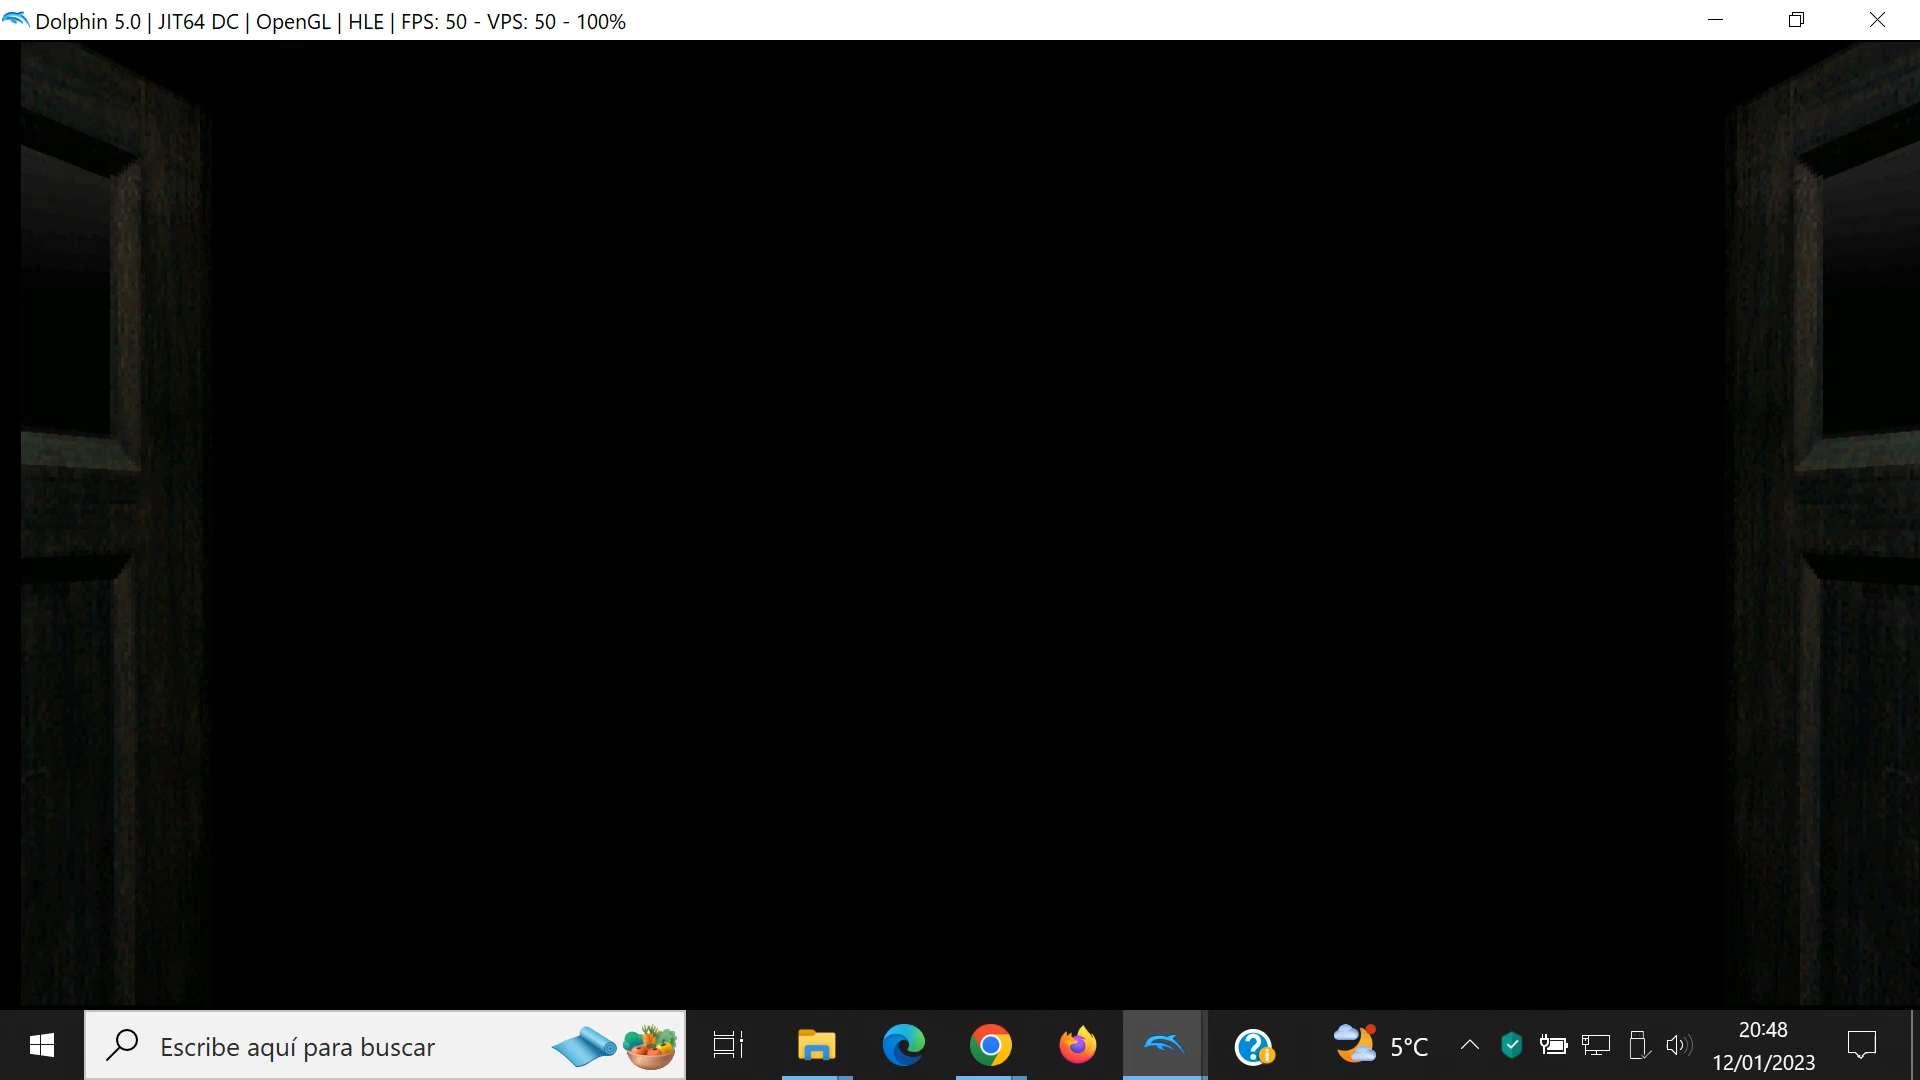 Dolphin 5.0 | JIT64 DC | OpenGL | HLE | FPS: 50 - VPS: 50 - 100%
Escribe aquí para buscar
5°C
20:48
12/01/2023